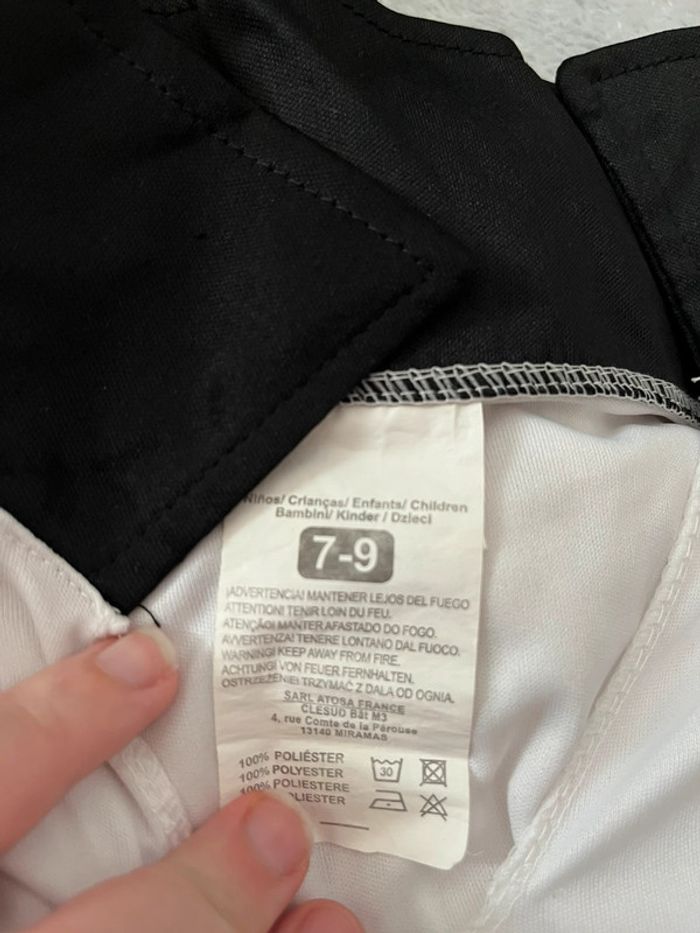 Niños/ Crianças/ Enfants/ Children
Bambini/ Kinder / Dzieci
7-9
¡ADVERTENCIA! MANTENER LEJOS DEL FUEGO
ATTENTION! TENIR LOIN DU FEU.
ATENÇÃO! MANTER AFASTADO DO FOGO.
AVVERTENZA! TENERE LONTANO DAL FUOCO.
WARNING! KEEP AWAY FROM FIRE.
ACHTUNG! VON FEUER FERNHALTEN.
OSTRZEŻENIE! TRZYMAĆ Z DALA OD OGNIA.
SARL ATOSA FRANCE
CLESUD Bât M3
4, rue Comte de la Pérouse
13140 MIRAMAS
100% POLIÉSTER
100% POLYESTER
100% POLIESTERE
30